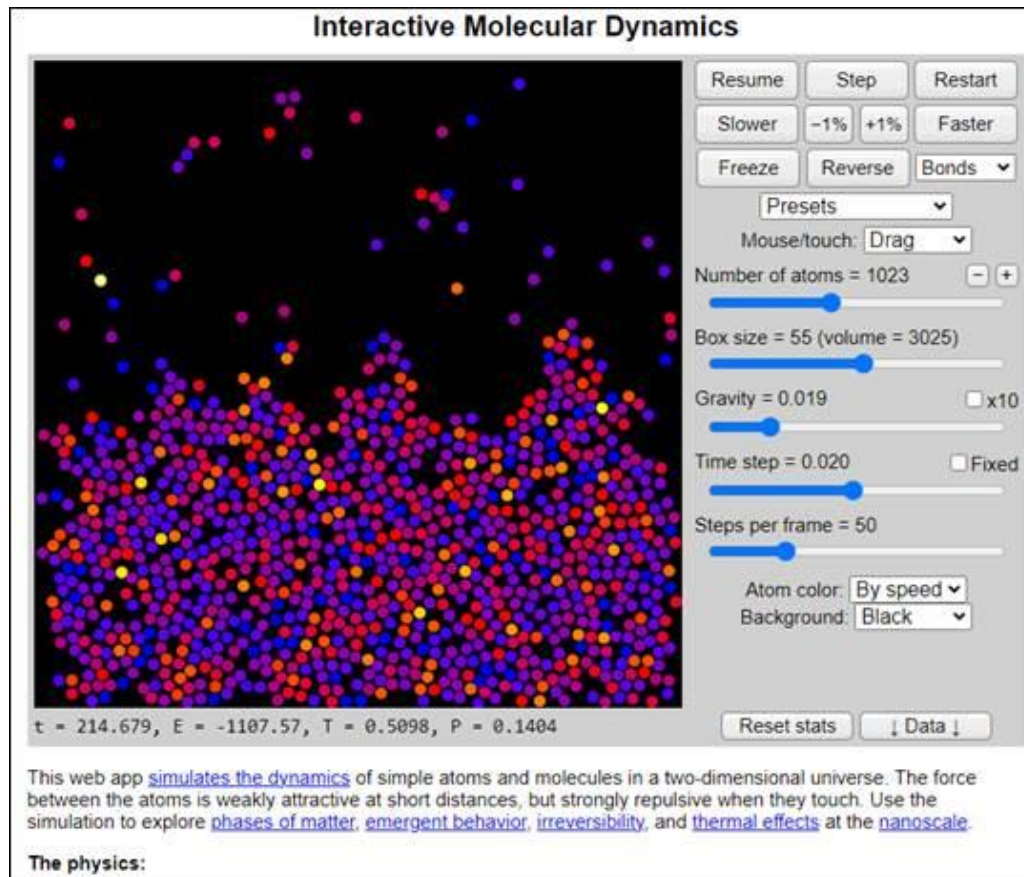 Interactive Molecular Dynamics
Resume Step Restart
Slower −1% +1% Faster
Freeze Reverse Bonds
Presets
Mouse/touch: Drag
Number of atoms = 1023 − +
Box size = 55 (volume = 3025)
Gravity = 0.019 x10
Time step = 0.020 Fixed
Steps per frame = 50
Atom color: By speed
Background: Black
t = 214.679, E = -1107.57, T = 0.5098, P = 0.1404
Reset stats ↓ Data ↓
This web app simulates the dynamics of simple atoms and molecules in a two-dimensional universe. The force
between the atoms is weakly attractive at short distances, but strongly repulsive when they touch. Use the
simulation to explore phases of matter, emergent behavior, irreversibility, and thermal effects at the nanoscale.
The physics: